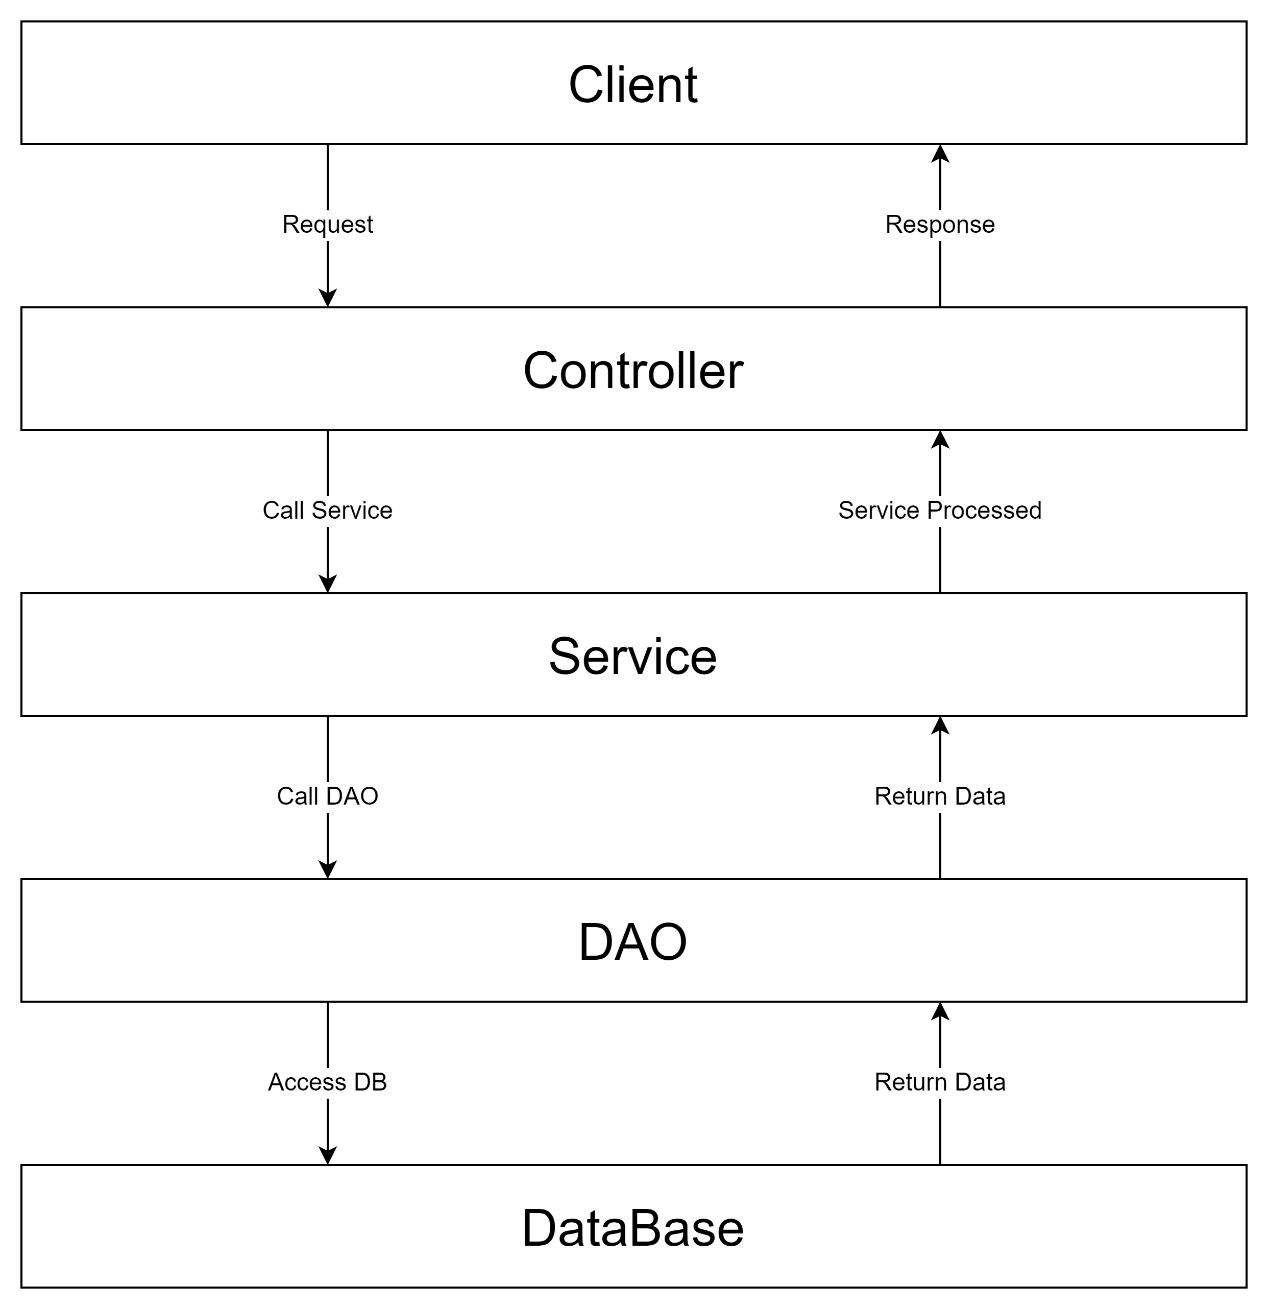 Client
Request
Response
Controller
Call Service
Service Processed
Service
Call DAO
Return Data
DAO
Access DB
Return Data
DataBase